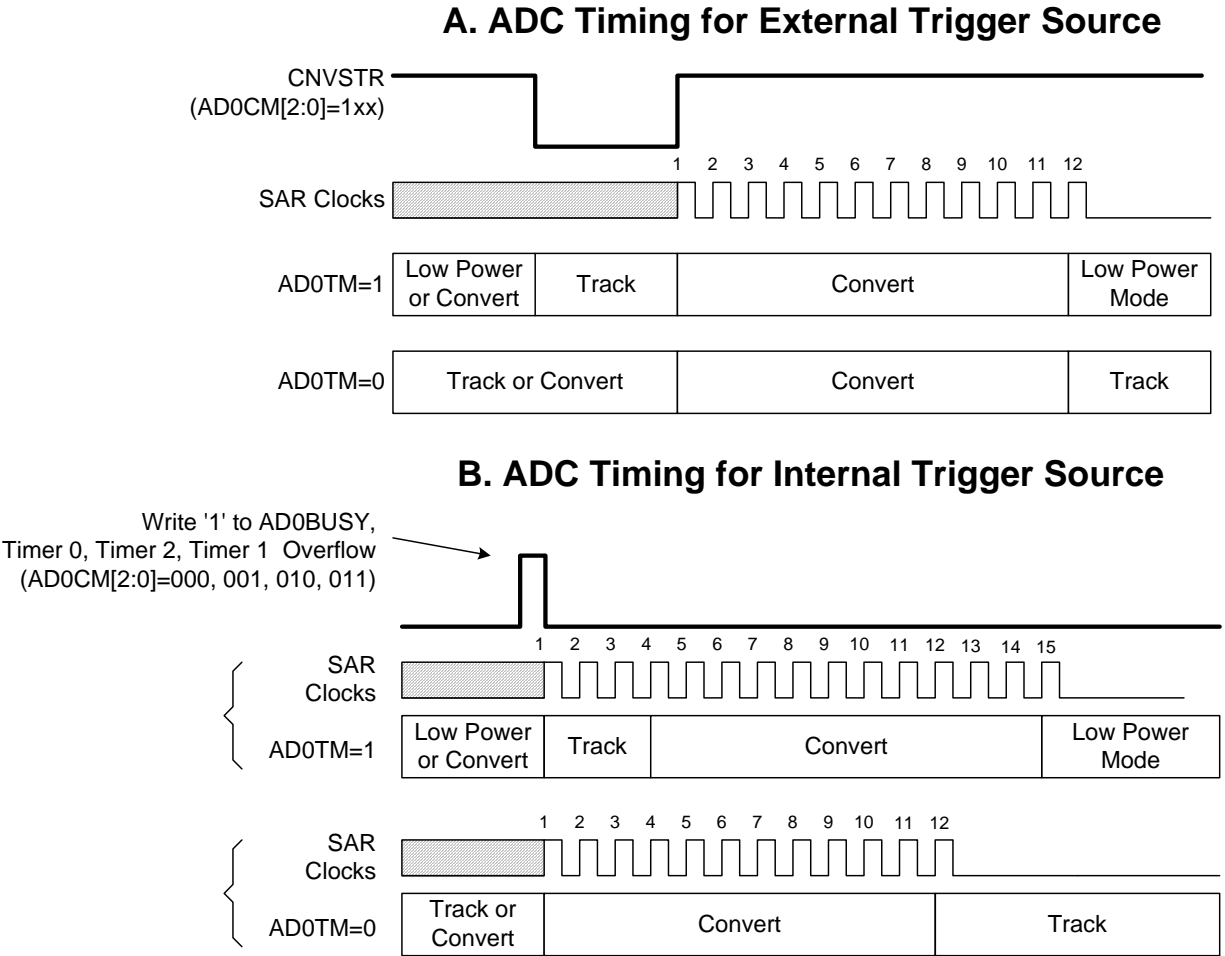 A. ADC Timing for External Trigger Source
CNVSTR
(AD0CM[2:0]=1xx)
1 2 3 4 5 6 7 8 9 10 11 12
SAR Clocks
AD0TM=1
Low Power
or Convert
Track
Convert
Low Power
Mode
AD0TM=0
Track or Convert
Convert
Track
B. ADC Timing for Internal Trigger Source
Write '1' to AD0BUSY,
Timer 0, Timer 2, Timer 1 Overflow
(AD0CM[2:0]=000, 001, 010, 011)
1 2 3 4 5 6 7 8 9 10 11 12 13 14 15
SAR
Clocks
AD0TM=1
Low Power
or Convert
Track
Convert
Low Power
Mode
1 2 3 4 5 6 7 8 9 10 11 12
SAR
Clocks
AD0TM=0
Track or
Convert
Convert
Track